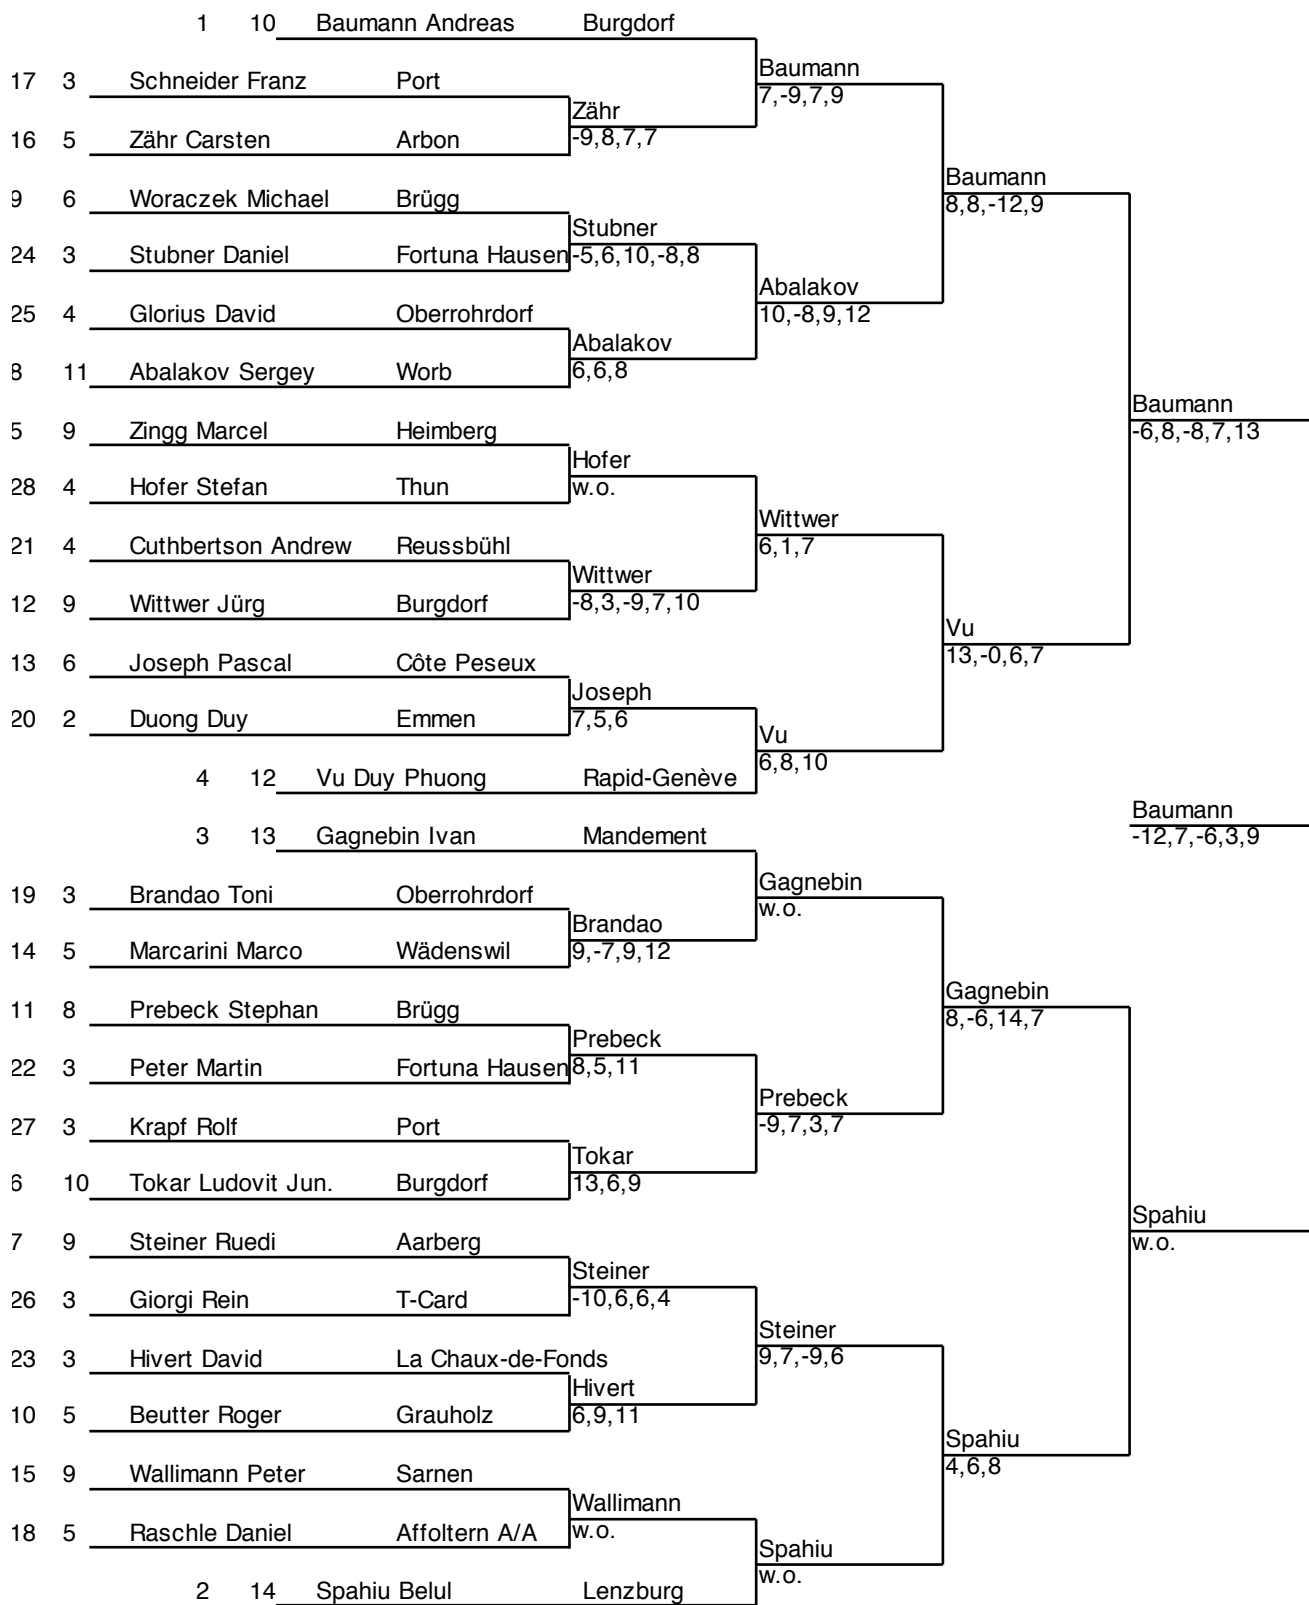 1 10 Baumann Andreas Burgdorf
Baumann
17 3 Schneider Franz Port
7,-9,7,9
Zähr
16 5 Zähr Carsten Arbon
-9,8,7,7
Baumann
9 6 Woraczek Michael Brügg
8,8,-12,9
Stubner
24 3 Stubner Daniel Fortuna Hausen
-5,6,10,-8,8
Abalakov
25 4 Glorius David Oberrohrdorf
10,-8,9,12
Abalakov
8 11 Abalakov Sergey Worb
6,6,8
Baumann
5 9 Zingg Marcel Heimberg
-6,8,-8,7,13
Hofer
28 4 Hofer Stefan Thun
w.o.
Wittwer
21 4 Cuthbertson Andrew Reussbühl
6,1,7
Wittwer
12 9 Wittwer Jürg Burgdorf
-8,3,-9,7,10
Vu
13 6 Joseph Pascal Côte Peseux
13,-0,6,7
Joseph
20 2 Duong Duy Emmen
7,5,6
Vu
6,8,10
4 12 Vu Duy Phuong Rapid-Genève
Baumann
3 13 Gagnebin Ivan Mandement
-12,7,-6,3,9
Gagnebin
19 3 Brandao Toni Oberrohrdorf
w.o.
Brandao
14 5 Marcarini Marco Wädenswil
9,-7,9,12
Gagnebin
11 8 Prebeck Stephan Brügg
8,-6,14,7
Prebeck
22 3 Peter Martin Fortuna Hausen
8,5,11
Prebeck
27 3 Krapf Rolf Port
-9,7,3,7
Tokar
6 10 Tokar Ludovit Jun. Burgdorf
13,6,9
Spahiu
7 9 Steiner Ruedi Aarberg
w.o.
Steiner
26 3 Giorgi Rein T-Card
-10,6,6,4
Steiner
23 3 Hivert David La Chaux-de-Fonds
9,7,-9,6
Hivert
10 5 Beutter Roger Grauholz
6,9,11
Spahiu
15 9 Wallimann Peter Sarnen
4,6,8
Wallimann
18 5 Raschle Daniel Affoltern A/A
w.o.
Spahiu
w.o.
2 14 Spahiu Belul Lenzburg